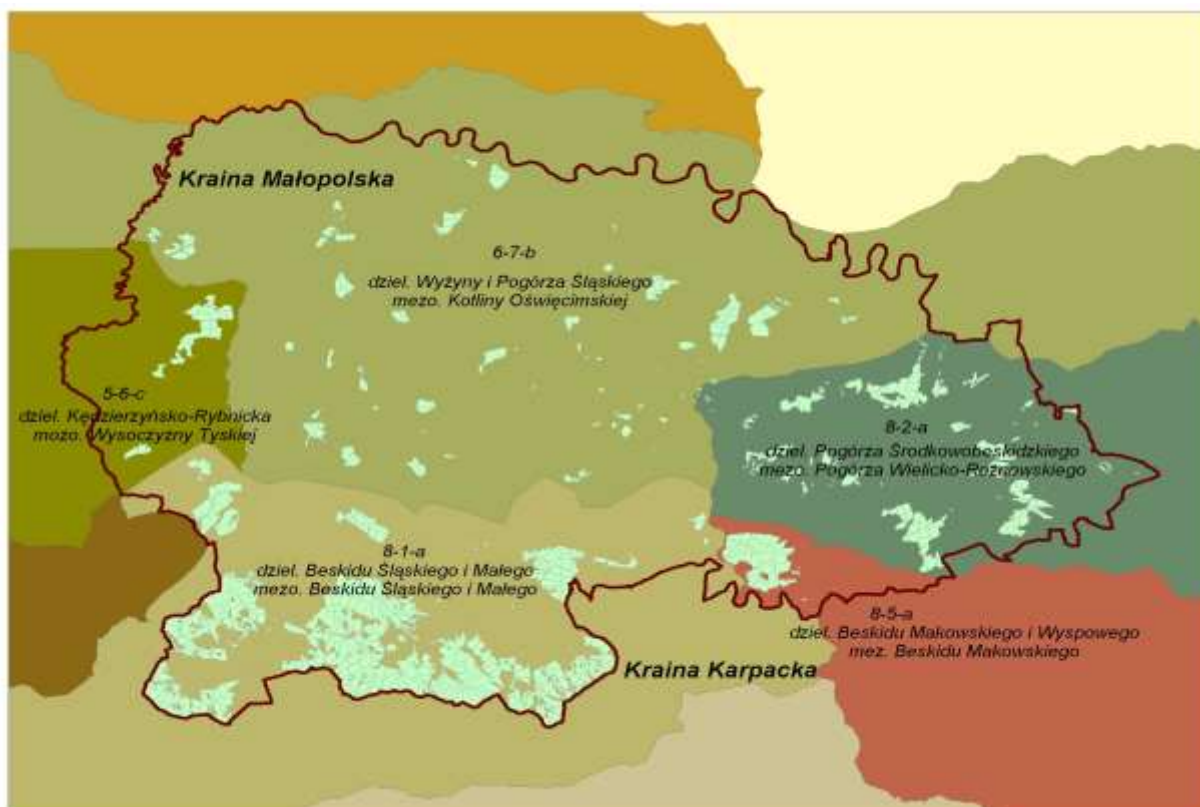 Kraina Małopolska
6-7-b
dziel. Wyżyny i Pogórza Śląskiego
mezo. Kotliny Oświęcimskiej
5-6-c
dziel. Kędzierzyńsko-Rybnicka
mezo. Wysoczyzny Tyskiej
8-2-a
dziel. Pogórza Środkowobeskidzkiego
mezo. Pogórza Wielicko-Rożnowskiego
8-1-a
dziel. Beskidu Śląskiego i Małego
mezo. Beskidu Śląskiego i Małego
8-5-a
dziel. Beskidu Makowskiego i Wyspowego
mez. Beskidu Makowskiego
Kraina Karpacka